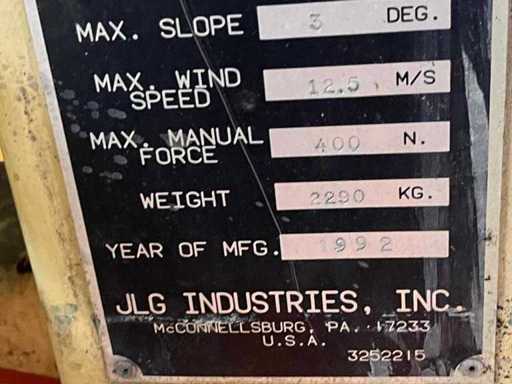 MAX. SLOPE 3 DEG.
MAX. WIND SPEED 12.5 M/S
MAX. MANUAL FORCE 400 N.
WEIGHT 2290 KG.
YEAR OF MFG. 1992
JLG INDUSTRIES, INC.
McCONNELLSBURG, PA. 17233
U.S.A.
3252215